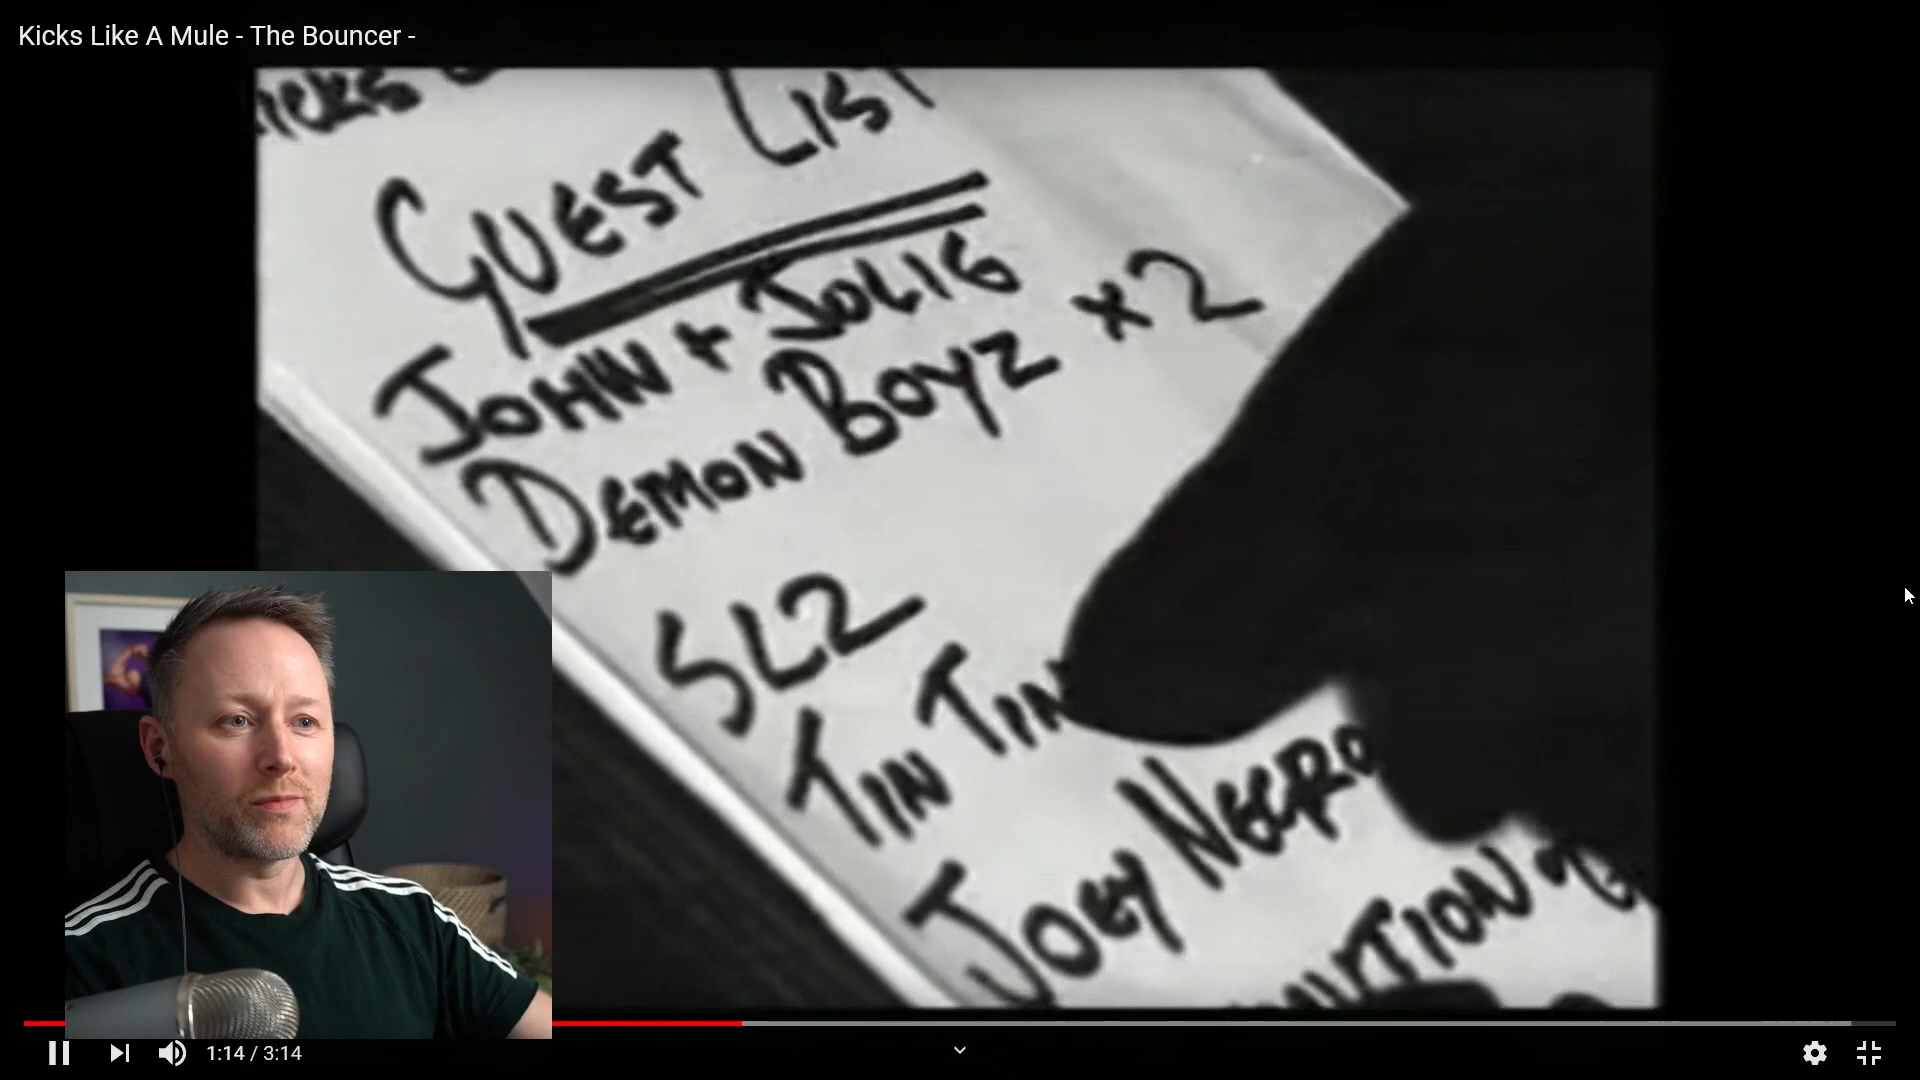 Kicks Like A Mule - The Bouncer -
GUEST LIST
JOHN + JOLIG
DEMON BOYZ x2
SL2
TIN TIN
JOEY NEGRO
1:14 / 3:14